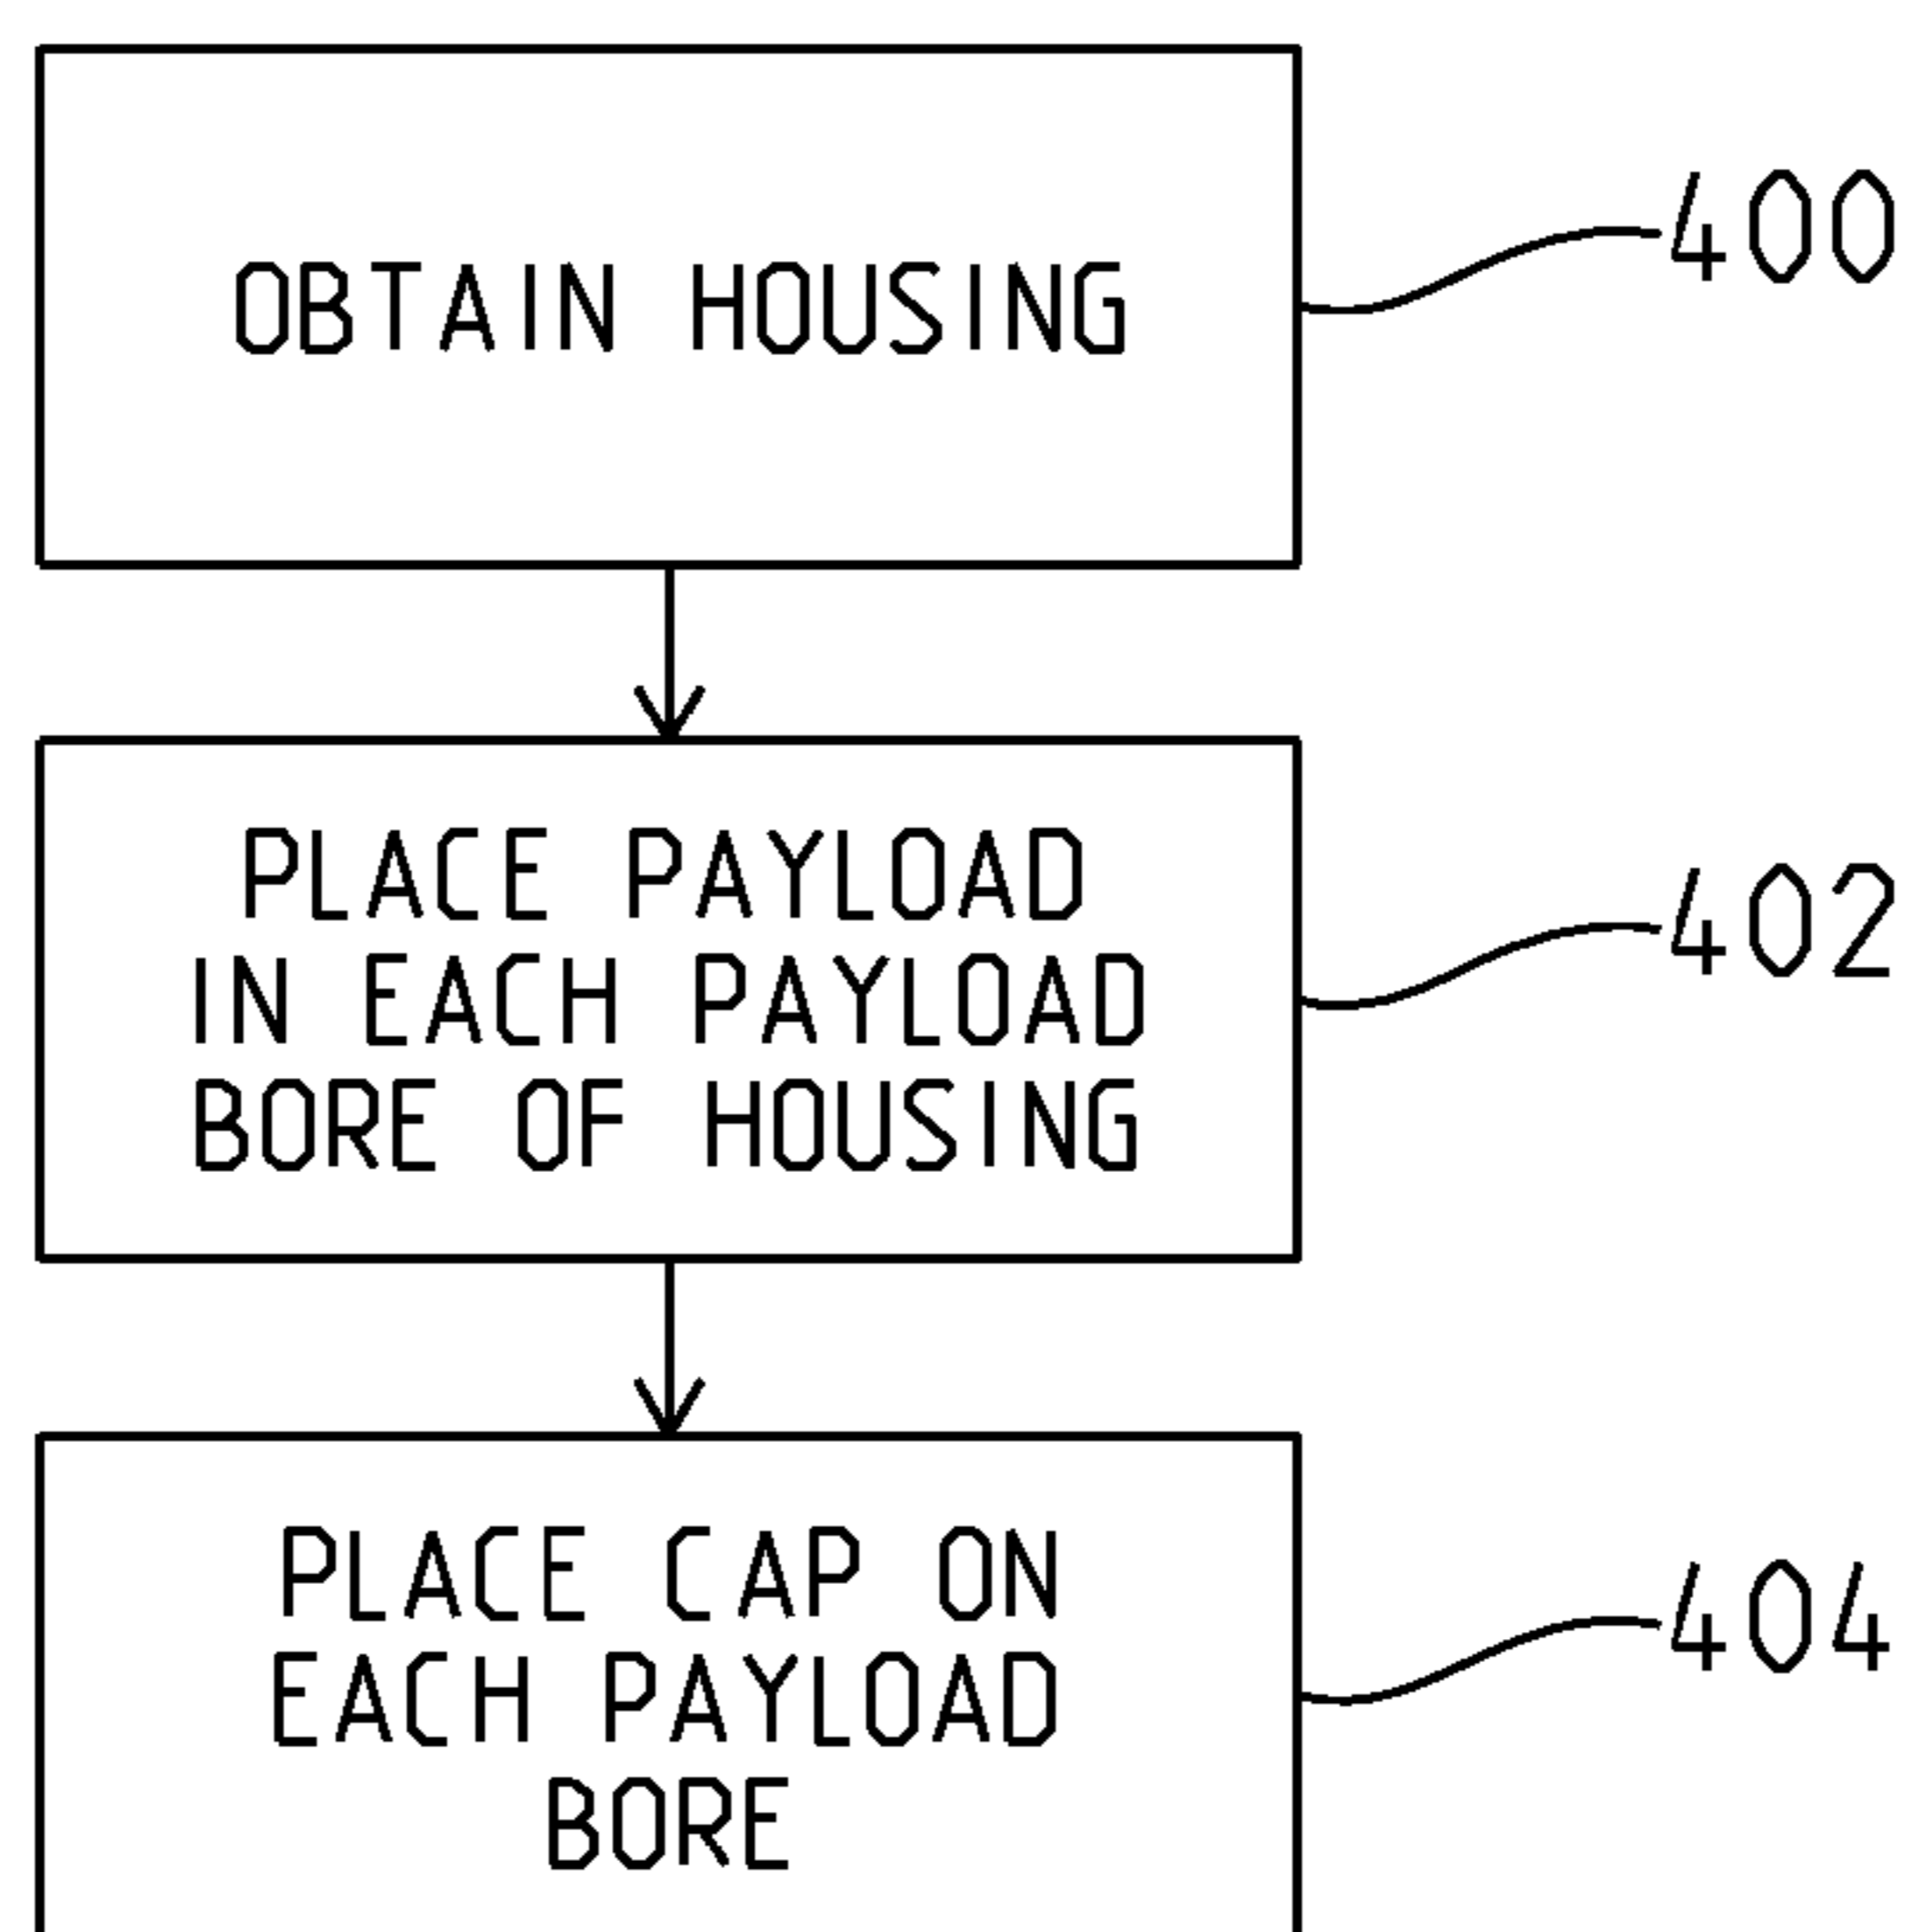 OBTAIN HOUSING
400
PLACE PAYLOAD
IN EACH PAYLOAD
BORE OF HOUSING
402
PLACE CAP ON
EACH PAYLOAD
BORE
404